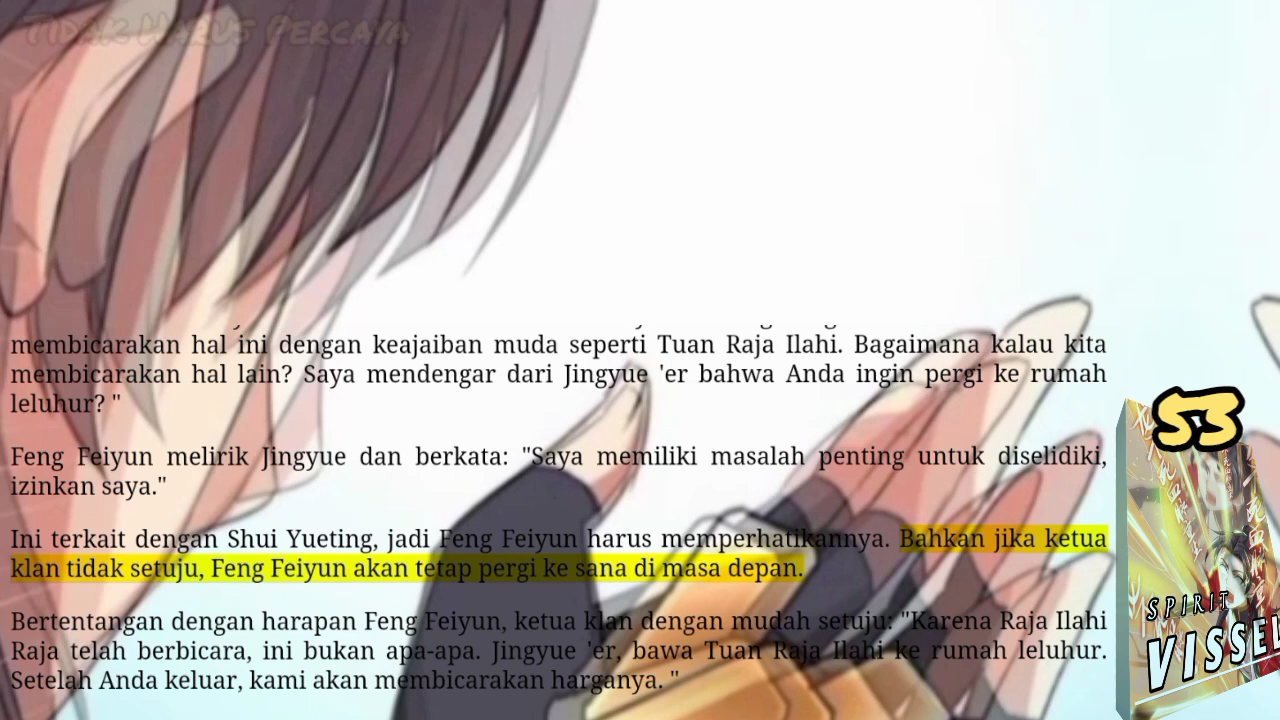 Tidak Harus Percaya
membicarakan hal ini dengan keajaiban muda seperti Tuan Raja Ilahi. Bagaimana kalau kita
membicarakan hal lain? Saya mendengar dari Jingyue 'er bahwa Anda ingin pergi ke rumah
leluhur? "
Feng Feiyun melirik Jingyue dan berkata: "Saya memiliki masalah penting untuk diselidiki,
izinkan saya."
Ini terkait dengan Shui Yueting, jadi Feng Feiyun harus memperhatikannya. Bahkan jika ketua
klan tidak setuju, Feng Feiyun akan tetap pergi ke sana di masa depan.
Bertentangan dengan harapan Feng Feiyun, ketua klan dengan mudah setuju: "Karena Raja Ilahi
Raja telah berbicara, ini bukan apa-apa. Jingyue 'er, bawa Tuan Raja Ilahi ke rumah leluhur.
Setelah Anda keluar, kami akan membicarakan harganya. "
53
SPIRIT
VISSEL